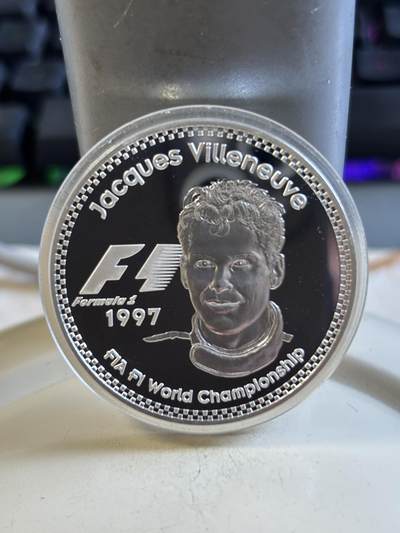 Jacques Villeneuve
F1
Formula 1
1997
FIA F1 World Championship